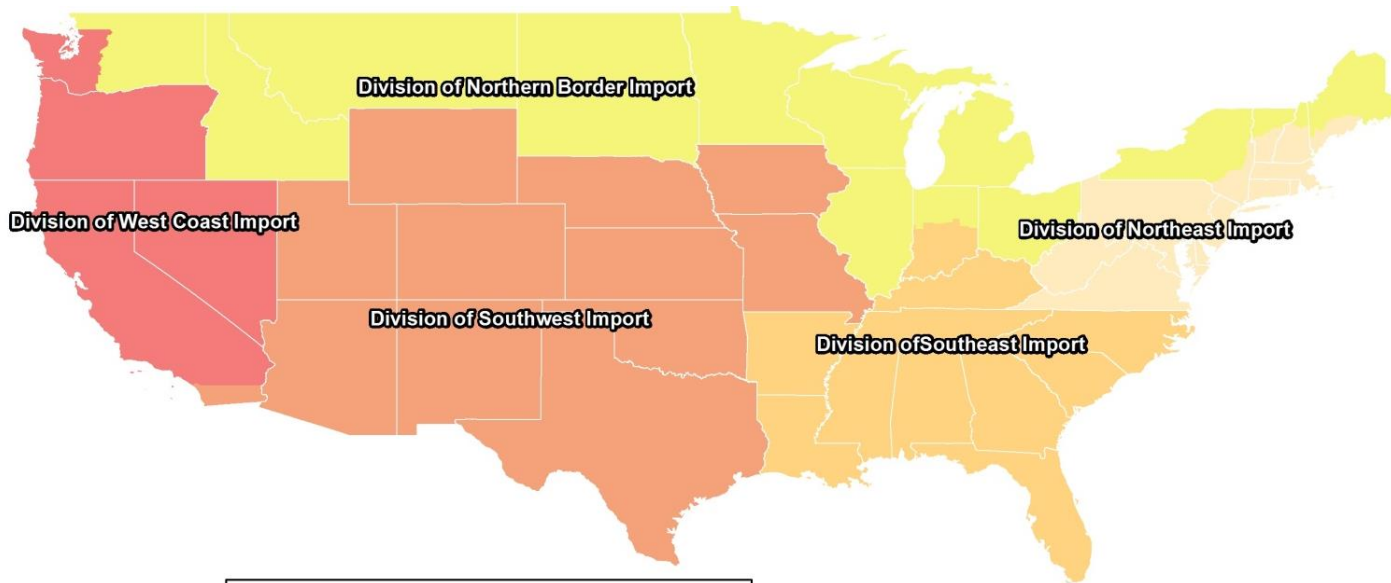 Division of Northern Border Import
Division of West Coast Import
Division of Northeast Import
Division of Southwest Import
Division ofSoutheast Import